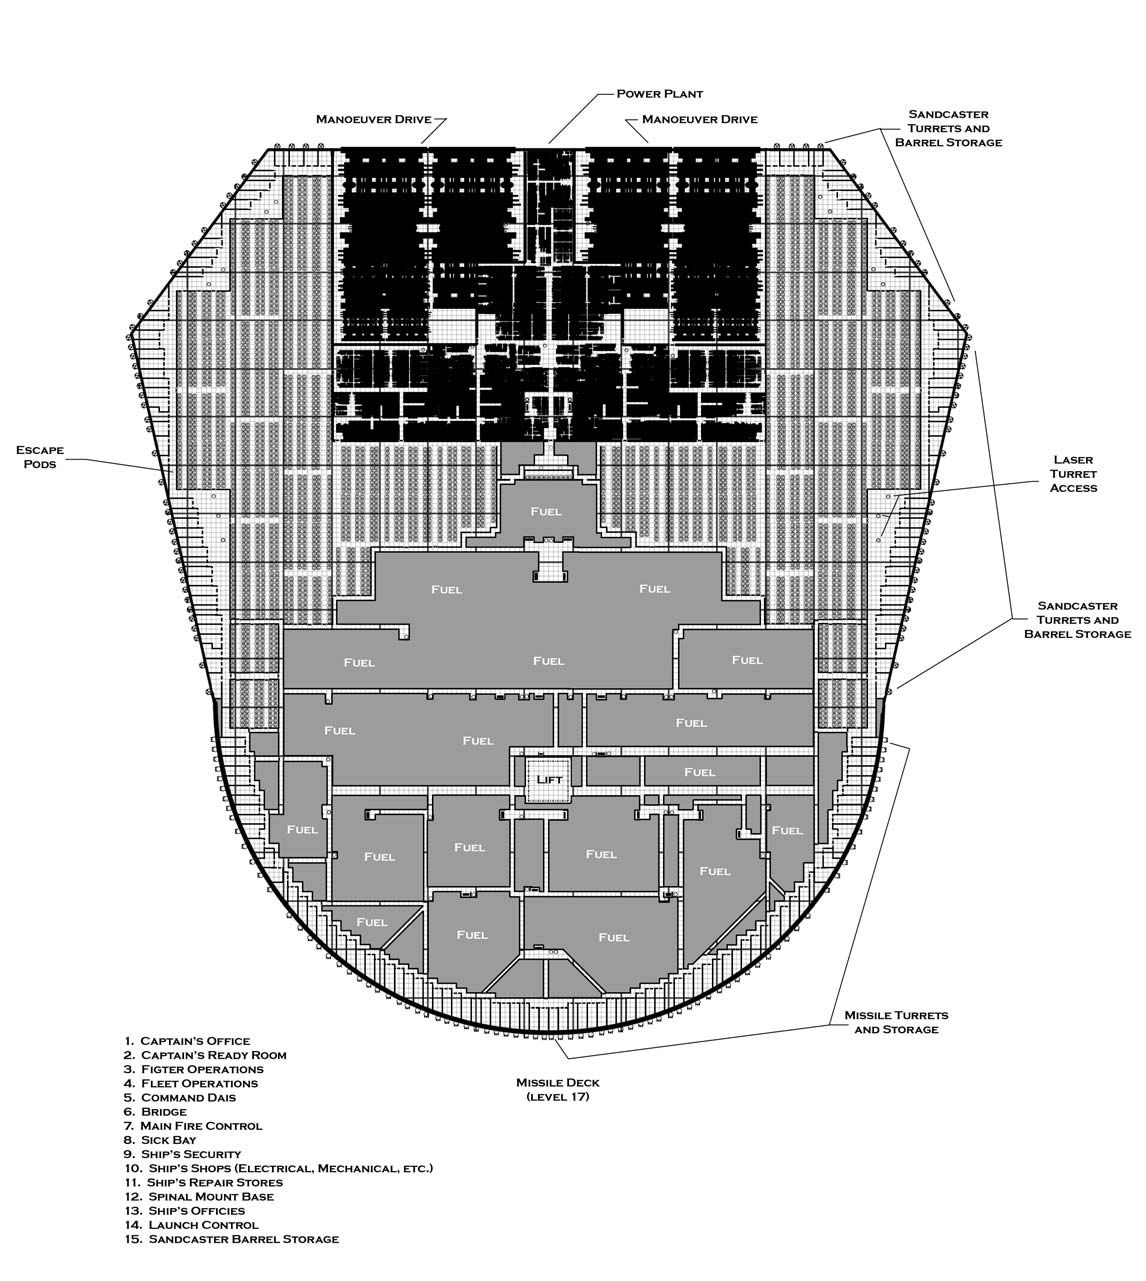 Power Plant
Manoeuver Drive
Manoeuver Drive
Sandcaster
Turrets and
Barrel Storage
Escape
Pods
Laser
Turret
Access
Fuel
Fuel
Fuel
Sandcaster
Turrets and
Barrel Storage
Fuel
Fuel
Fuel
Fuel
Fuel
Fuel
Fuel
Lift
Fuel
Fuel
Fuel
Fuel
Fuel
Fuel
Fuel
Fuel
Fuel
Missile Turrets
and Storage
Missile Deck
(level 17)
1. Captain's Office
2. Captain's Ready Room
3. Figter Operations
4. Fleet Operations
5. Command Dais
6. Bridge
7. Main Fire Control
8. Sick Bay
9. Ship's Security
10. Ship's Shops (Electrical, Mechanical, etc.)
11. Ship's Repair Stores
12. Spinal Mount Base
13. Ship's Officies
14. Launch Control
15. Sandcaster Barrel Storage